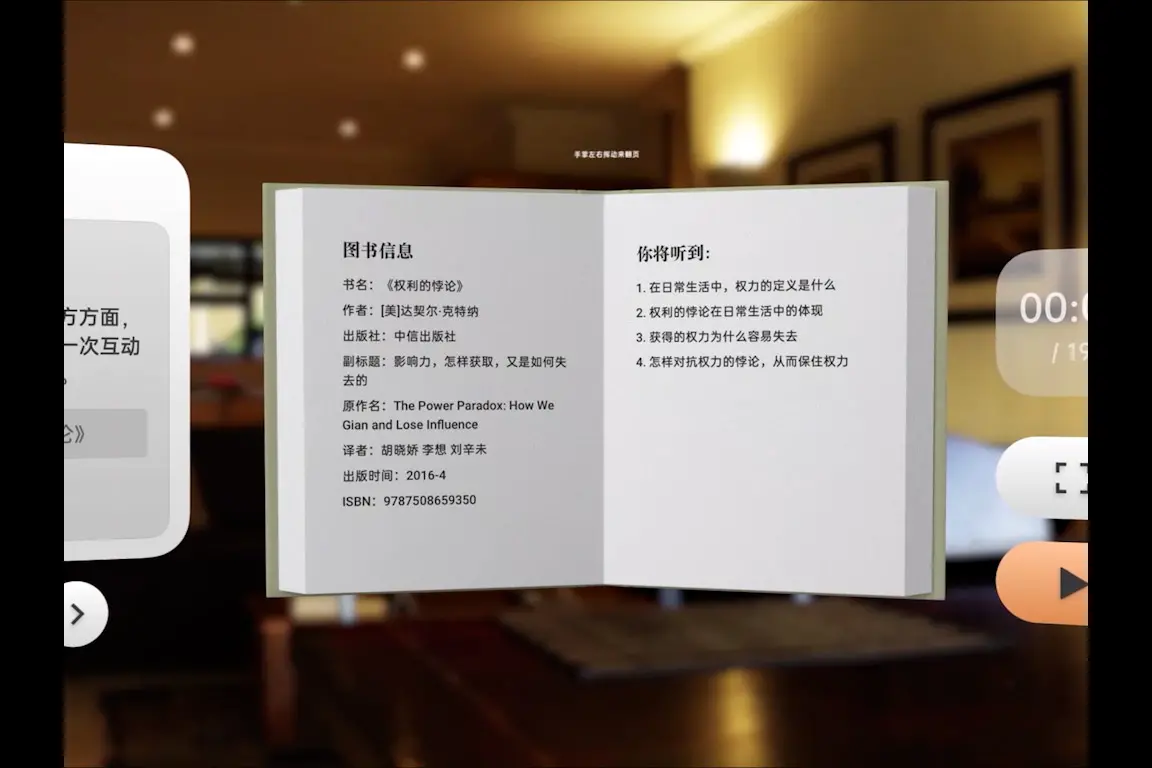 手掌左右挥动来翻页
方方面，
一次互动
论》
图书信息
书名：《权利的悖论》
作者：[美]达契尔·克特纳
出版社：中信出版社
副标题：影响力，怎样获取，又是如何失
去的
原作名：The Power Paradox: How We
Gian and Lose Influence
译者：胡晓娇 李想 刘辛未
出版时间：2016-4
ISBN：9787508659350
你将听到：
1. 在日常生活中，权力的定义是什么
2. 权利的悖论在日常生活中的体现
3. 获得的权力为什么容易失去
4. 怎样对抗权力的悖论，从而保住权力
00:
/ 19